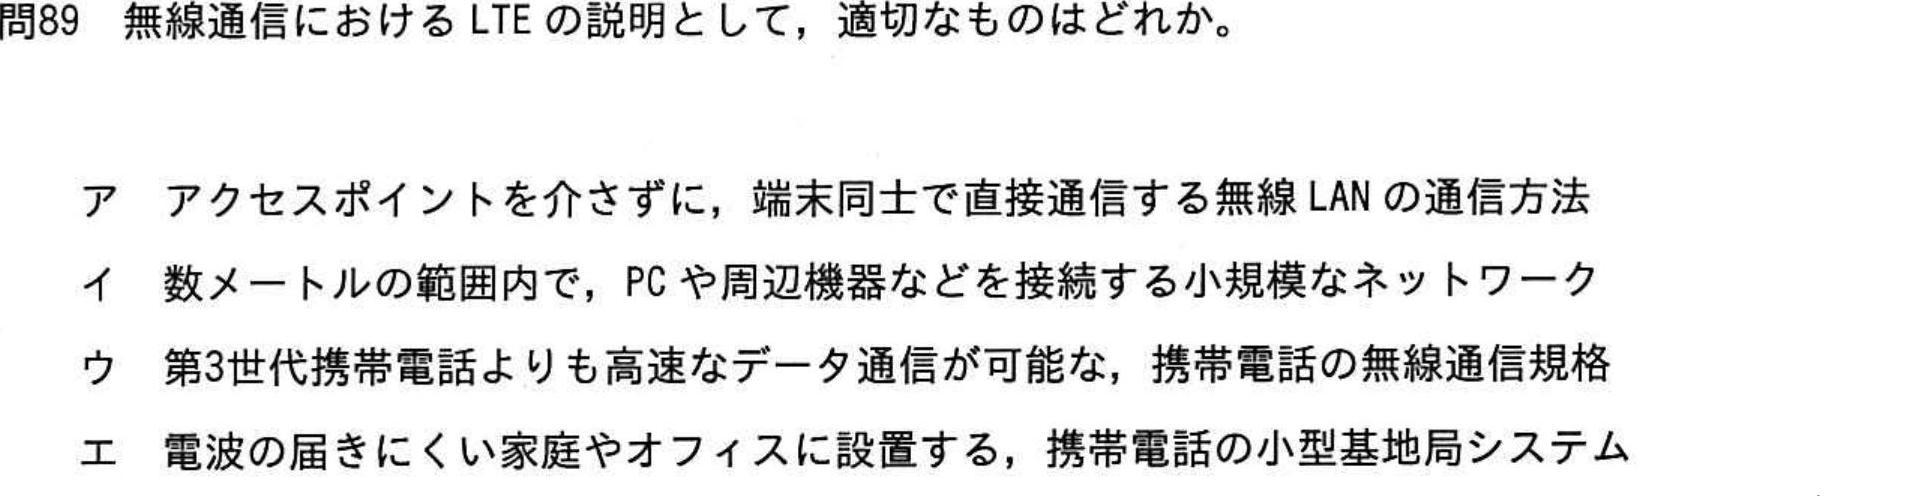 問89 無線通信における LTE の説明として，適切なものはどれか。
ア アクセスポイントを介さずに，端末同士で直接通信する無線 LAN の通信方法
イ 数メートルの範囲内で，PC や周辺機器などを接続する小規模なネットワーク
ウ 第3世代携帯電話よりも高速なデータ通信が可能な，携帯電話の無線通信規格
エ 電波の届きにくい家庭やオフィスに設置する，携帯電話の小型基地局システム